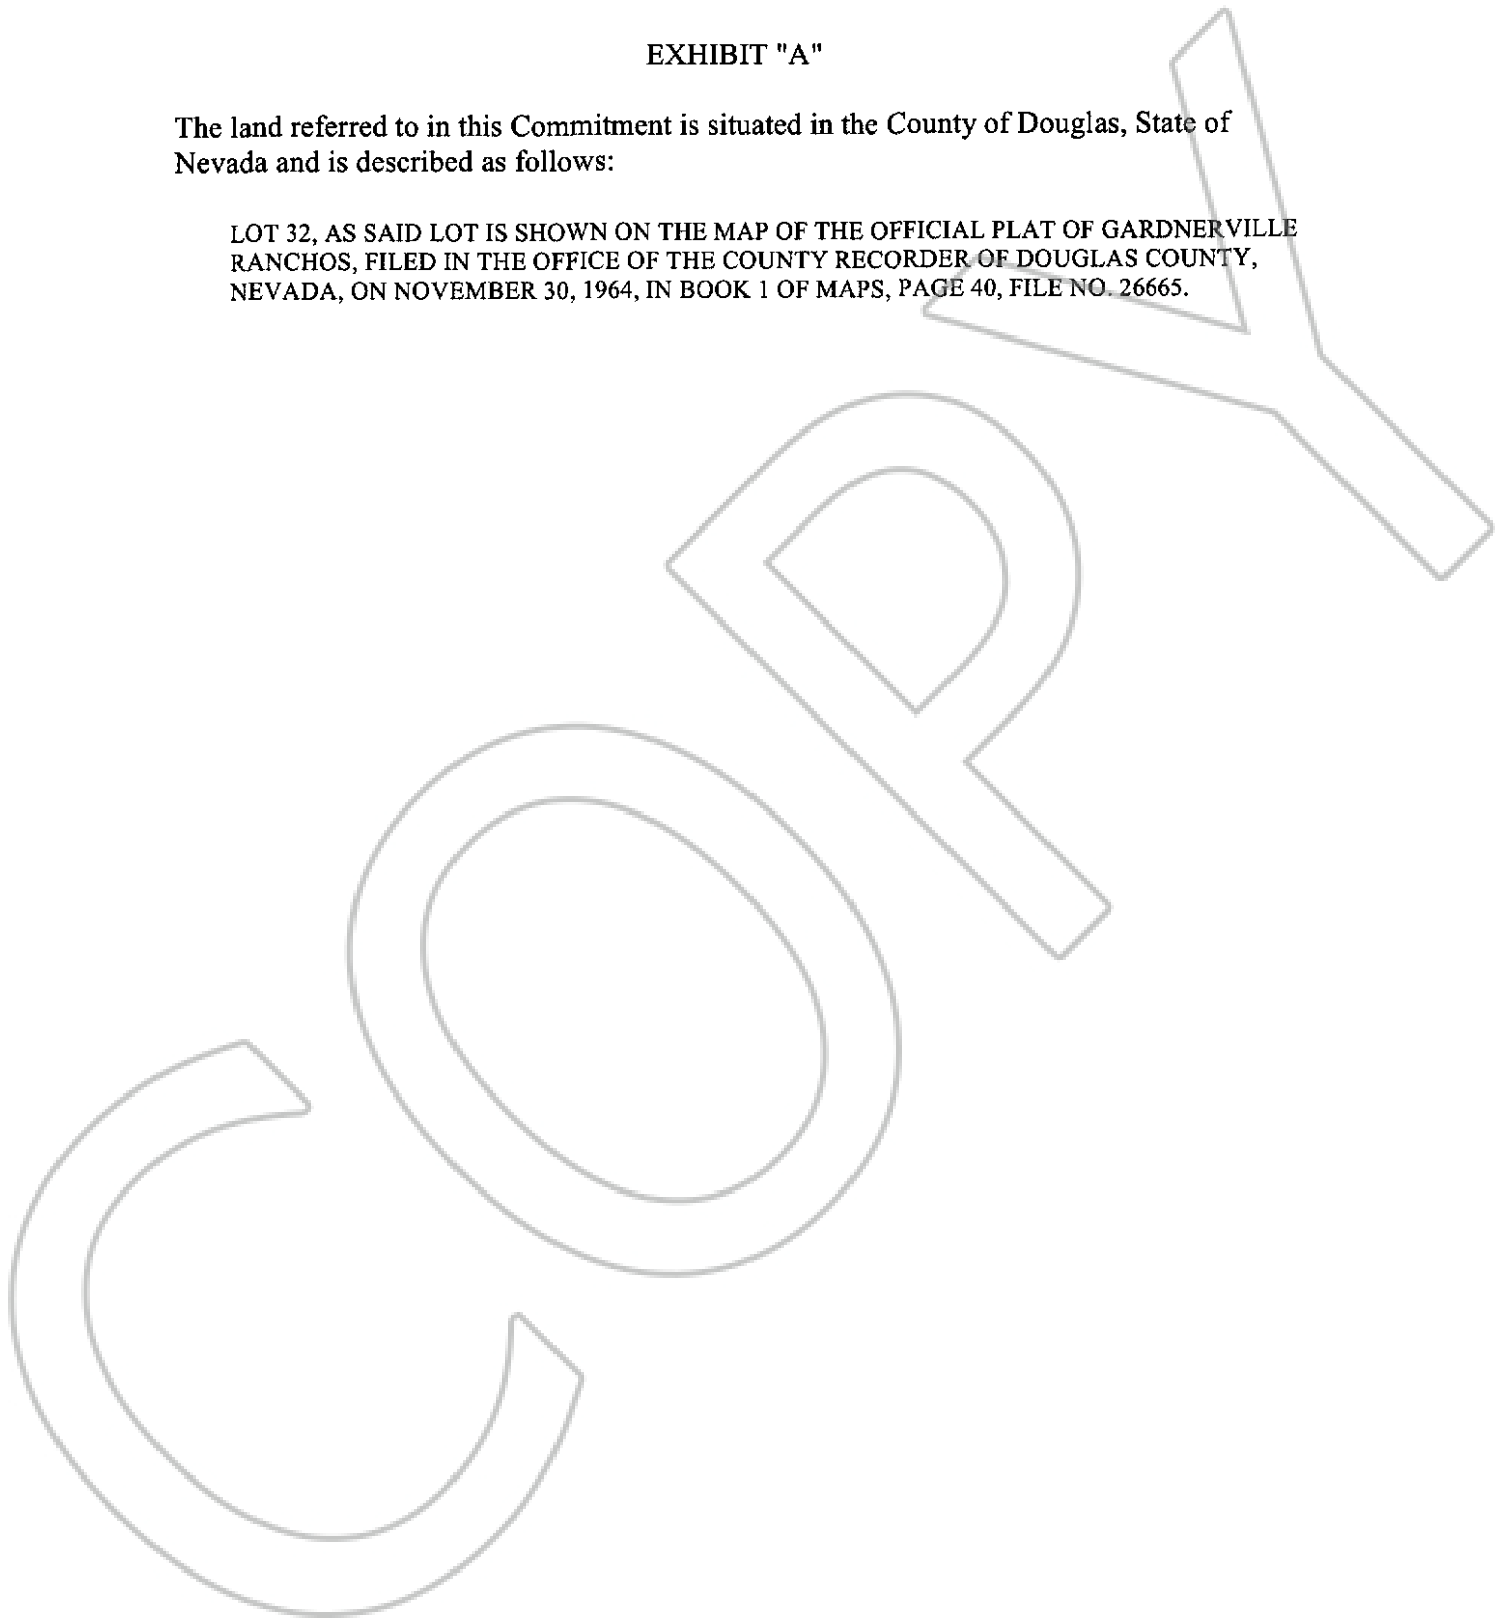 EXHIBIT "A"
The land referred to in this Commitment is situated in the County of Douglas, State of
Nevada and is described as follows:
LOT 32, AS SAID LOT IS SHOWN ON THE MAP OF THE OFFICIAL PLAT OF GARDNERVILLE
RANCHOS, FILED IN THE OFFICE OF THE COUNTY RECORDER OF DOUGLAS COUNTY,
NEVADA, ON NOVEMBER 30, 1964, IN BOOK 1 OF MAPS, PAGE 40, FILE NO. 26665.
COPY